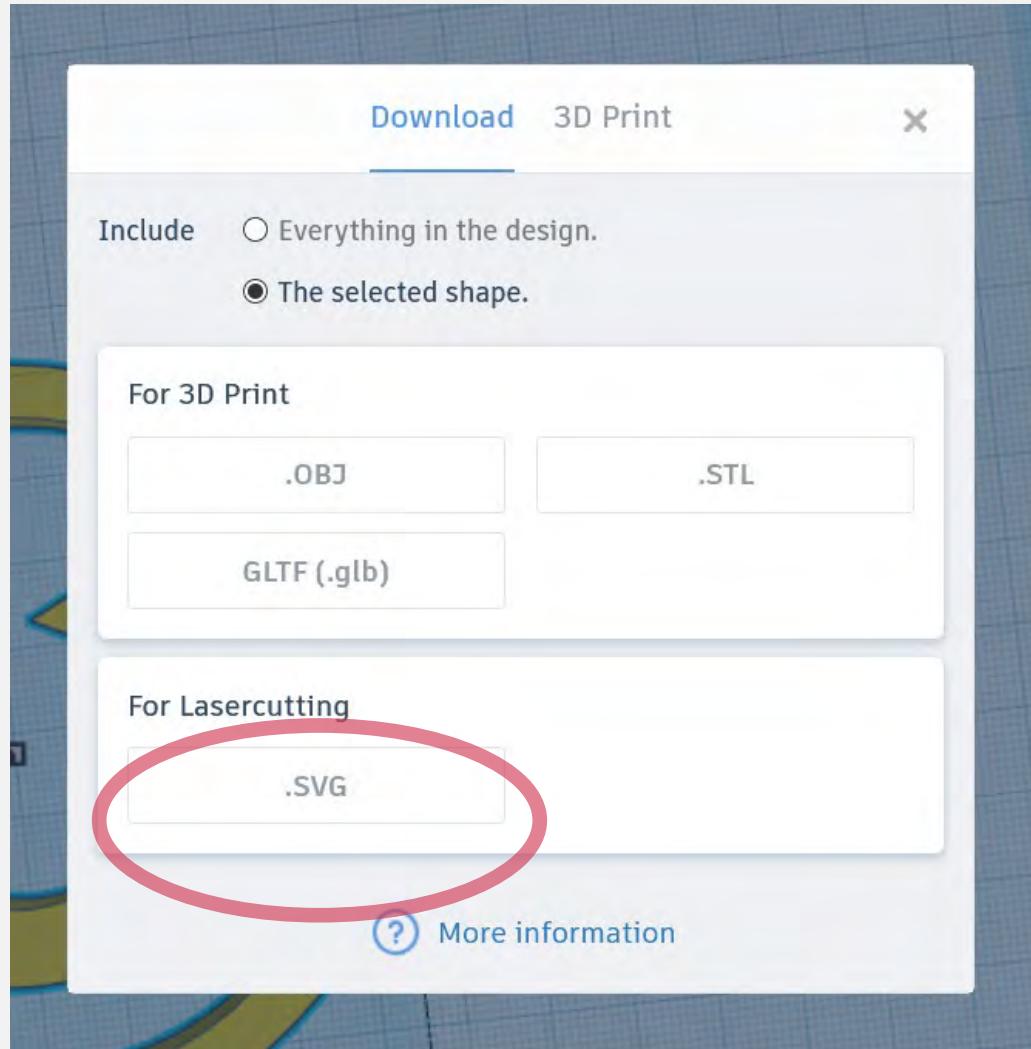 Download 3D Print ×
Include Everything in the design.
The selected shape.
For 3D Print
.OBJ .STL
GLTF (.glb)
For Lasercutting
.SVG
? More information